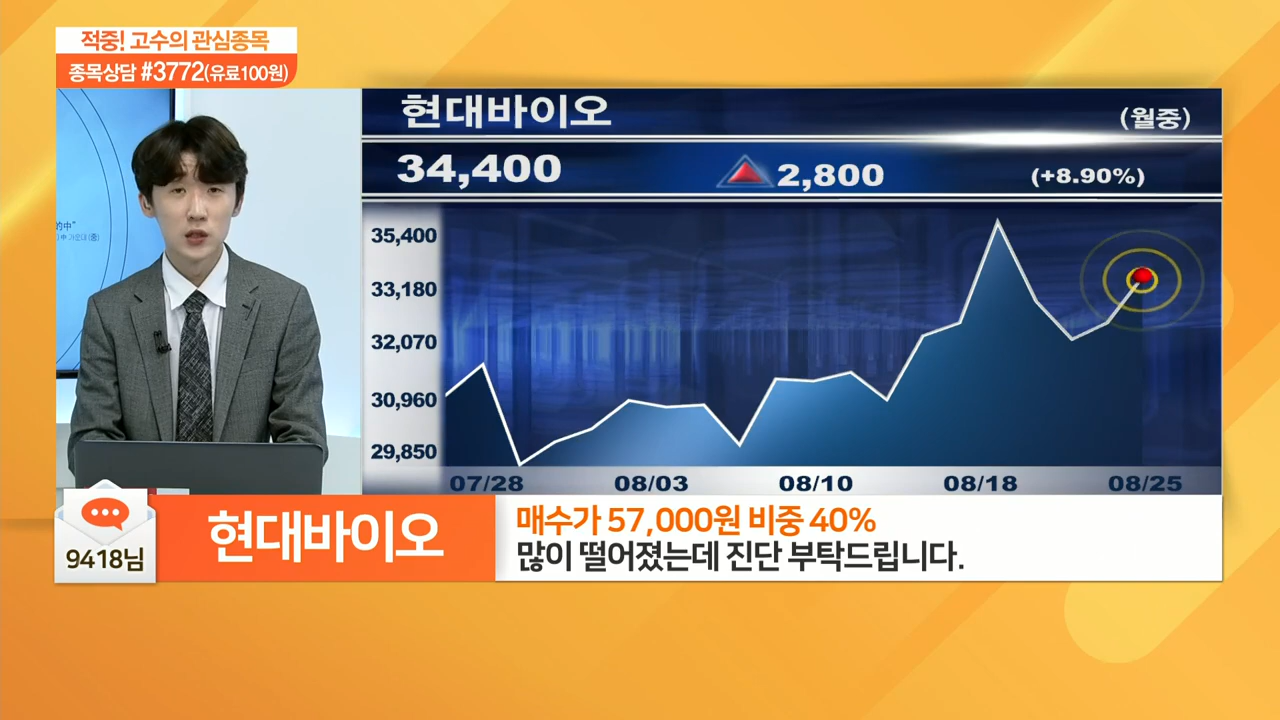 적중! 고수의 관심종목
종목상담 #3772(유료100원)
的中"
현대바이오
(월중)
34,400
2,800
(+8.90%)
35,400
33,180
32,070
30,960
29,850
07/28
08/03
08/10
08/18
08/25
9418님
현대바이오
매수가 57,000원 비중 40%
많이 떨어졌는데 진단 부탁드립니다.